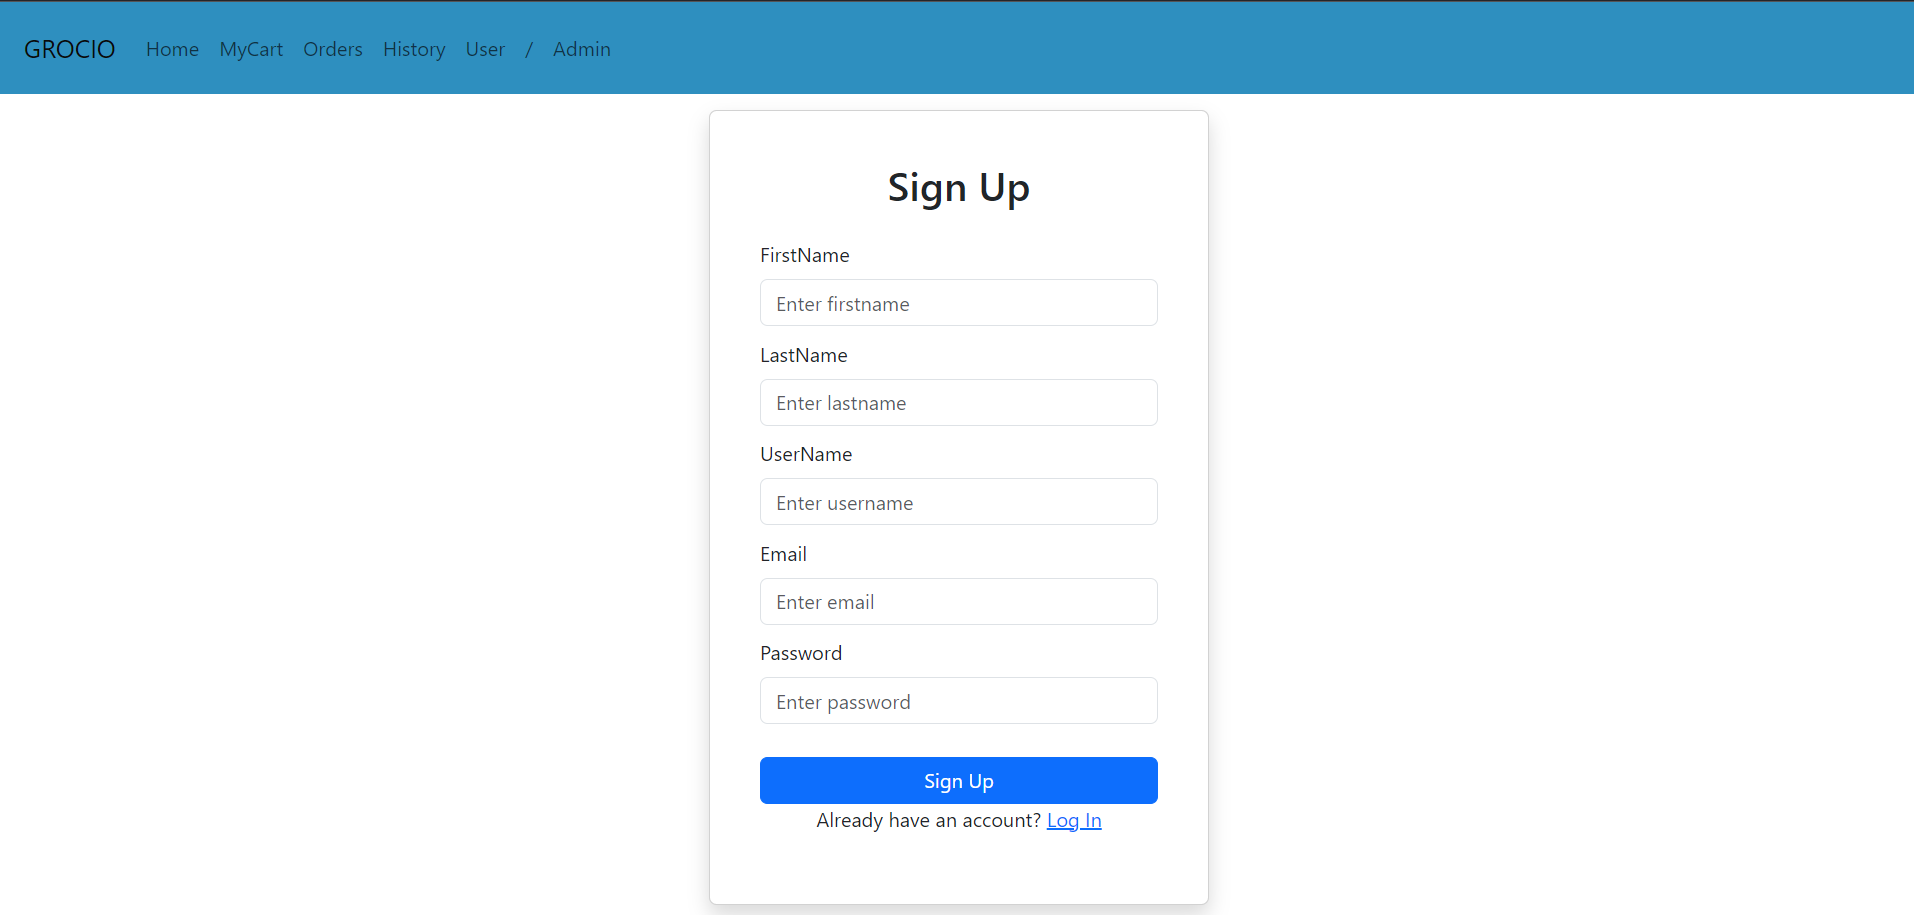 GROCIO Home MyCart Orders History User / Admin
Sign Up
FirstName
Enter firstname
LastName
Enter lastname
UserName
Enter username
Email
Enter email
Password
Enter password
Sign Up
Already have an account? Log In